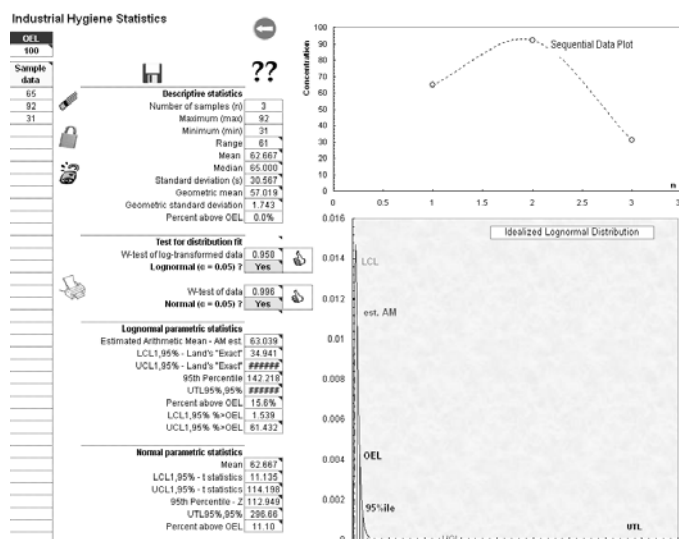 Industrial Hygiene Statistics
OEL
100
Sample
data
65
92
31
??
Descriptive statistics
Number of samples (n) 3
Maximum (max) 92
Minimum (min) 31
Range 61
Mean 62.667
Median 65.000
Standard deviation (s) 30.567
Geometric mean 57.019
Geometric standard deviation 1.743
Percent above OEL 0.0%
Test for distribution fit
W-test of log-transformed data 0.958
Lognormal (α = 0.05) ? Yes
W-test of data 0.996
Normal (α = 0.05) ? Yes
Lognormal parametric statistics
Estimated Arithmetic Mean - AM est. 63.039
LCL1,95% - Land's "Exact" 34.941
UCL1,95% - Land's "Exact" ######
95th Percentile 142.218
UTL95%,95% ######
Percent above OEL 15.6%
LCL1,95% %>OEL 1.539
UCL1,95% %>OEL 61.432
Normal parametric statistics
Mean 62.667
LCL1,95% - t statistics 11.135
UCL1,95% - t statistics 114.198
95th Percentile - Z 112.949
UTL95%,95% 296.66
Percent above OEL 11.10
Sequential Data Plot
Concentration
100
90
80
70
60
50
40
30
20
10
0
0 0.5 1 1.5 2 2.5 3 3
n
Idealized Lognormal Distribution
0.016
0.014
0.012
0.01
0.008
0.006
0.004
0.002
0
LCL
est. AM
OEL
95%ile
UCL
UTL